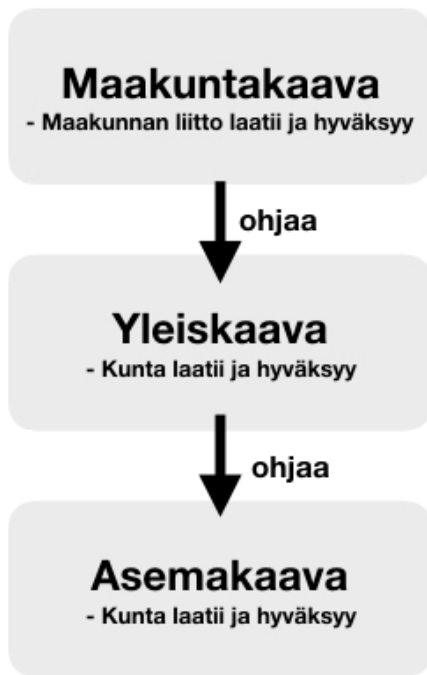 Maakuntakaava
- Maakunnan liitto laatii ja hyväksyy
ohjaa
Yleiskaava
- Kunta laatii ja hyväksyy
ohjaa
Asemakaava
- Kunta laatii ja hyväksyy